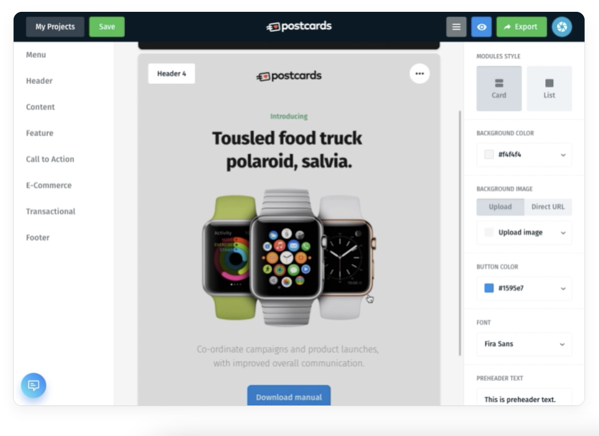 My Projects
Save
postcards
Export
Menu
Header
Content
Feature
Call to Action
E-Commerce
Transactional
Footer
Header 4
postcards
Introducing
Tousled food truck
polaroid, salvia.
Activity
Co-ordinate campaigns and product launches,
with improved overall communication.
Download manual
MODULES STYLE
Card
List
BACKGROUND COLOR
#f4f4f4
BACKGROUND IMAGE
Upload
Direct URL
Upload image
BUTTON COLOR
#1595e7
FONT
Fira Sans
PREHEADER TEXT
This is preheader text.